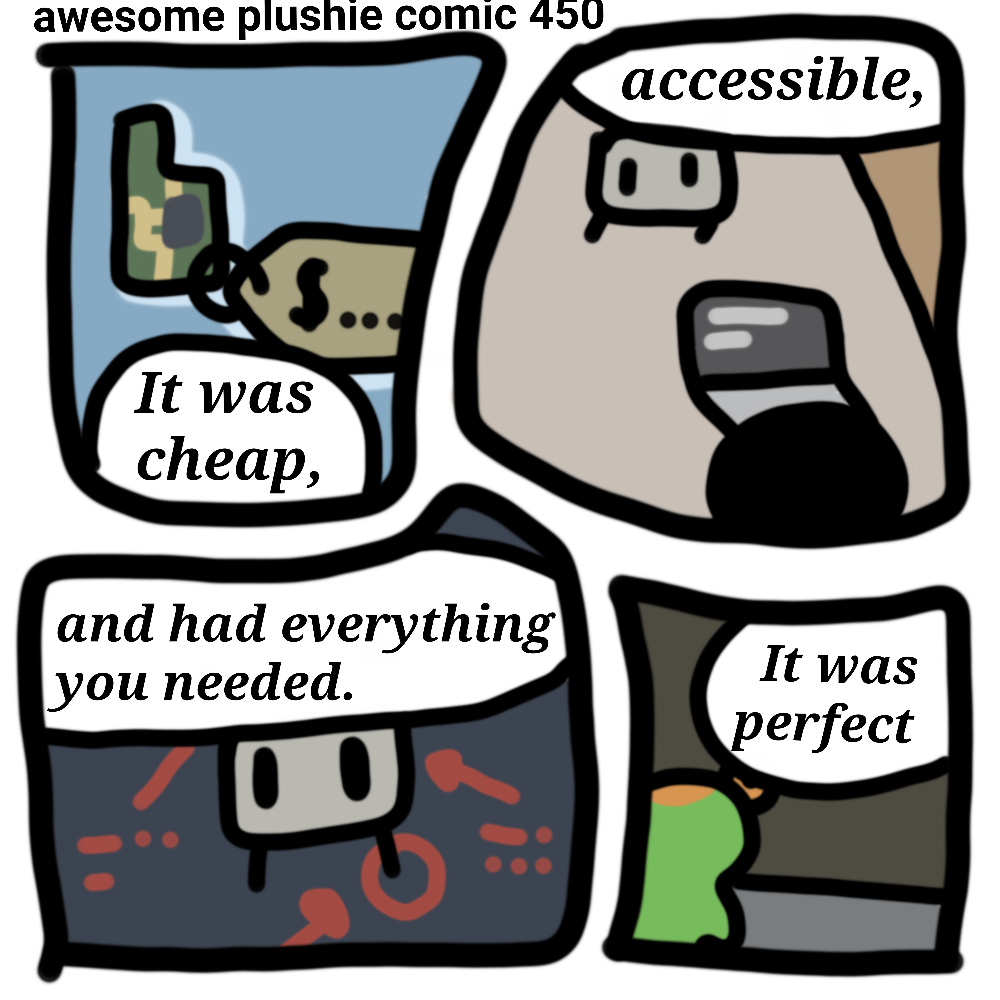 awesome plushie comic 450
It was
cheap,
accessible,
and had everything
you needed.
It was
perfect